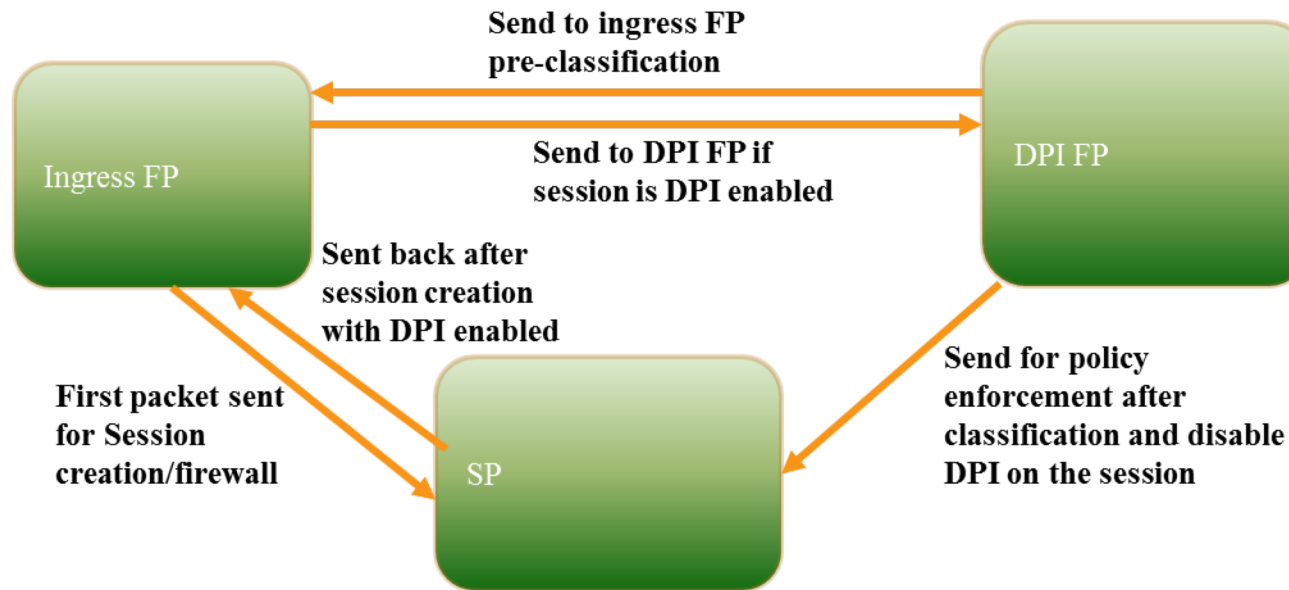 Send to ingress FP
pre-classification
Send to DPI FP if
session is DPI enabled
Ingress FP
DPI FP
Sent back after
session creation
with DPI enabled
First packet sent
for Session
creation/firewall
SP
Send for policy
enforcement after
classification and disable
DPI on the session